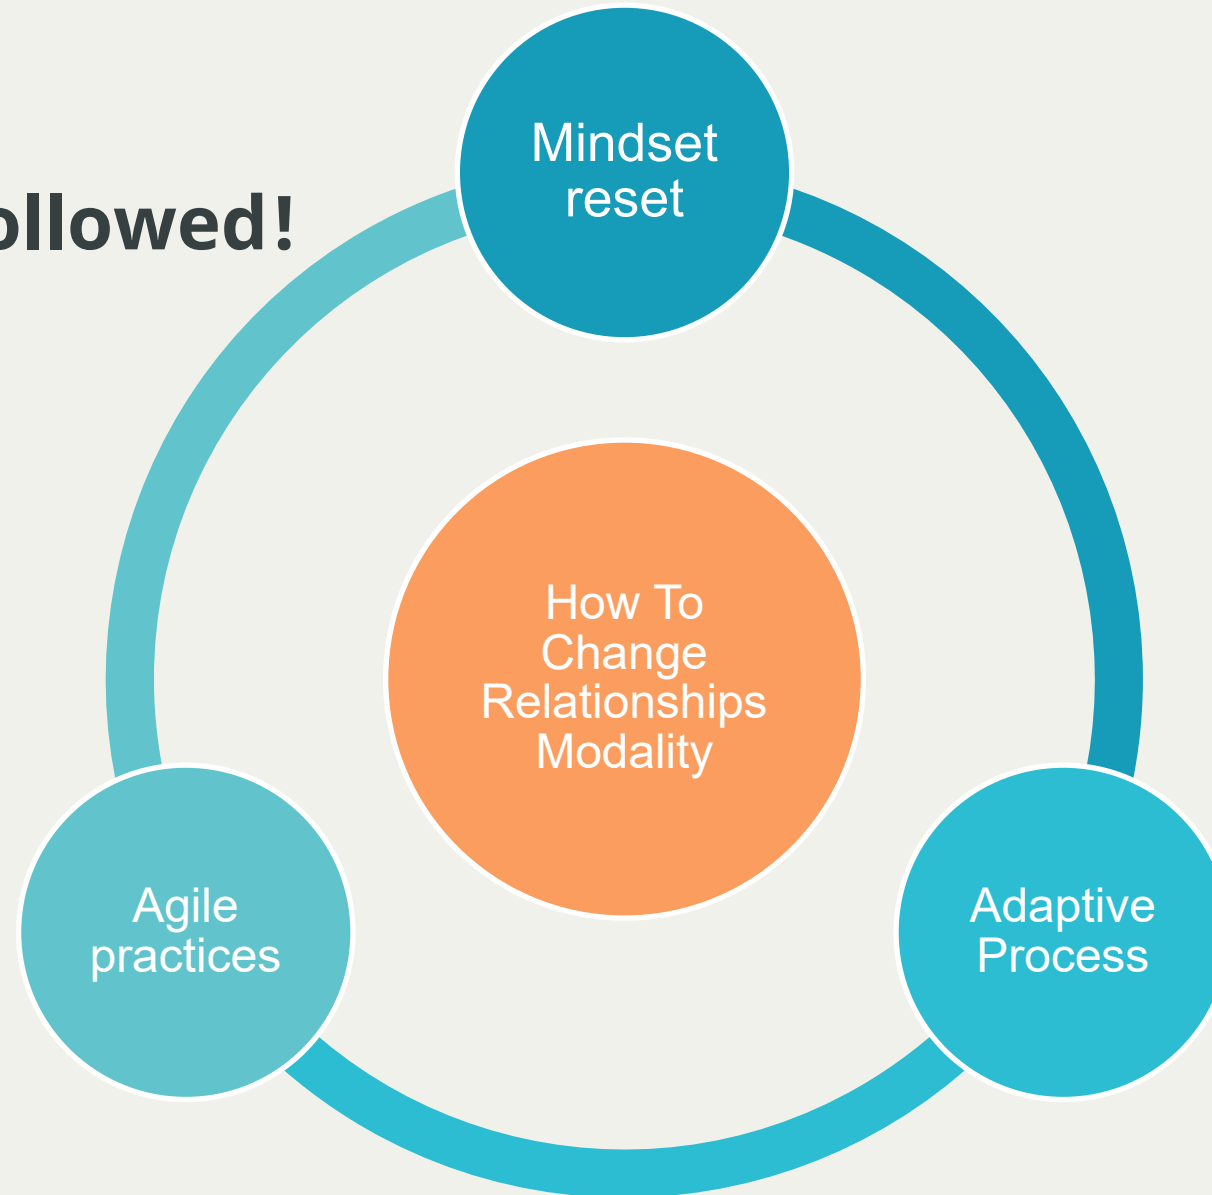 Mindset
reset
ollowed!
How To
Change
Relationships
Modality
Agile
practices
Adaptive
Process